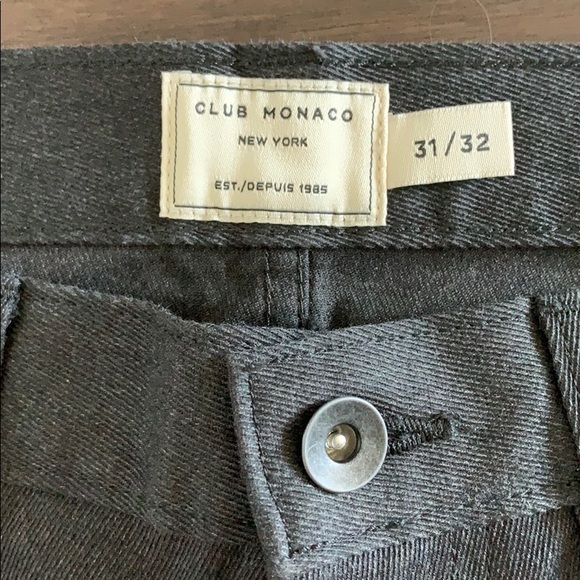 CLUB MONACO
NEW YORK
EST./DEPUIS 1985
31/32